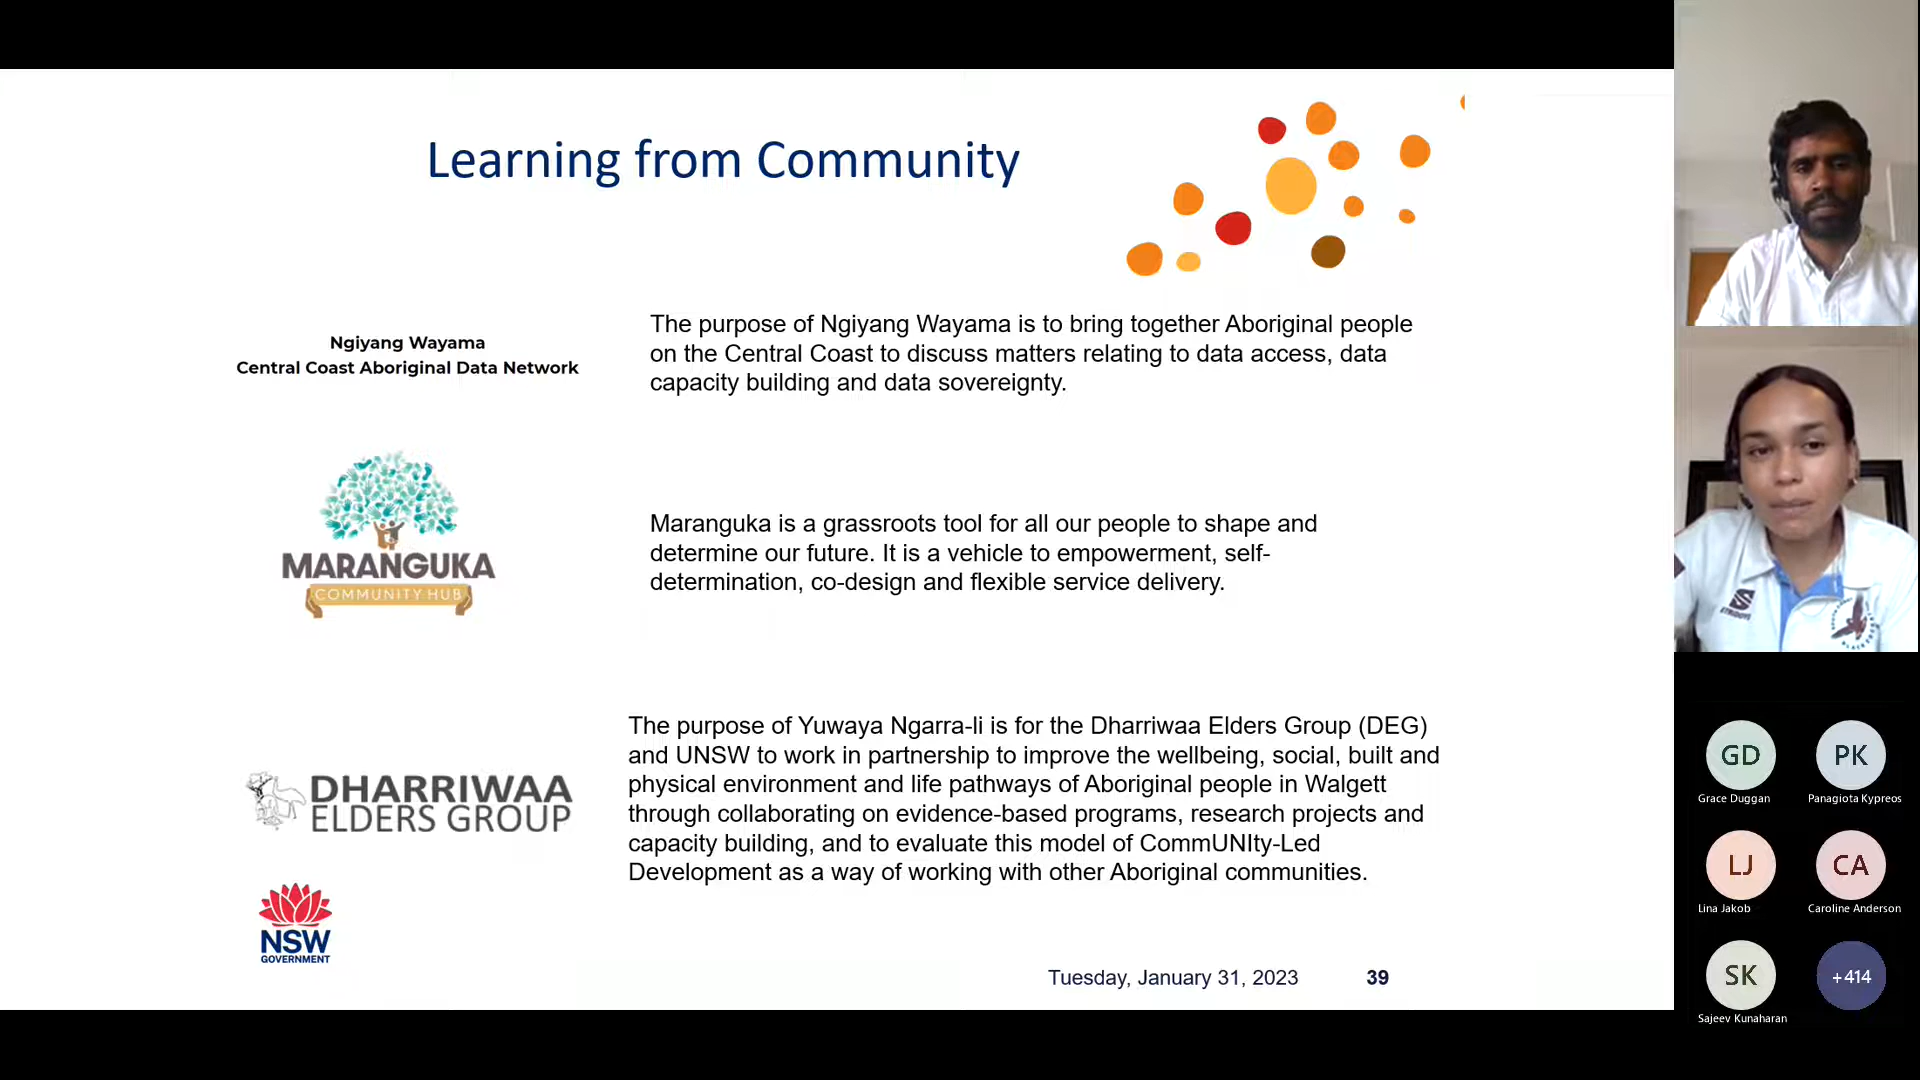 Learning from Community
Ngiyang Wayama
Central Coast Aboriginal Data Network
The purpose of Ngiyang Wayama is to bring together Aboriginal people
on the Central Coast to discuss matters relating to data access, data
capacity building and data sovereignty.
MARANGUKA
COMMUNITY HUB
Maranguka is a grassroots tool for all our people to shape and
determine our future. It is a vehicle to empowerment, self-
determination, co-design and flexible service delivery.
DHARRIWAA
ELDERS GROUP
The purpose of Yuwaya Ngarra-li is for the Dharriwaa Elders Group (DEG)
and UNSW to work in partnership to improve the wellbeing, social, built and
physical environment and life pathways of Aboriginal people in Walgett
through collaborating on evidence-based programs, research projects and
capacity building, and to evaluate this model of CommUNIty-Led
Development as a way of working with other Aboriginal communities.
NSW
GOVERNMENT
Tuesday, January 31, 2023
39
GD
Grace Duggan
PK
Panagiota Kypreos
LJ
Lina Jakob
CA
Caroline Anderson
SK
Sajeev Kunaharan
+414